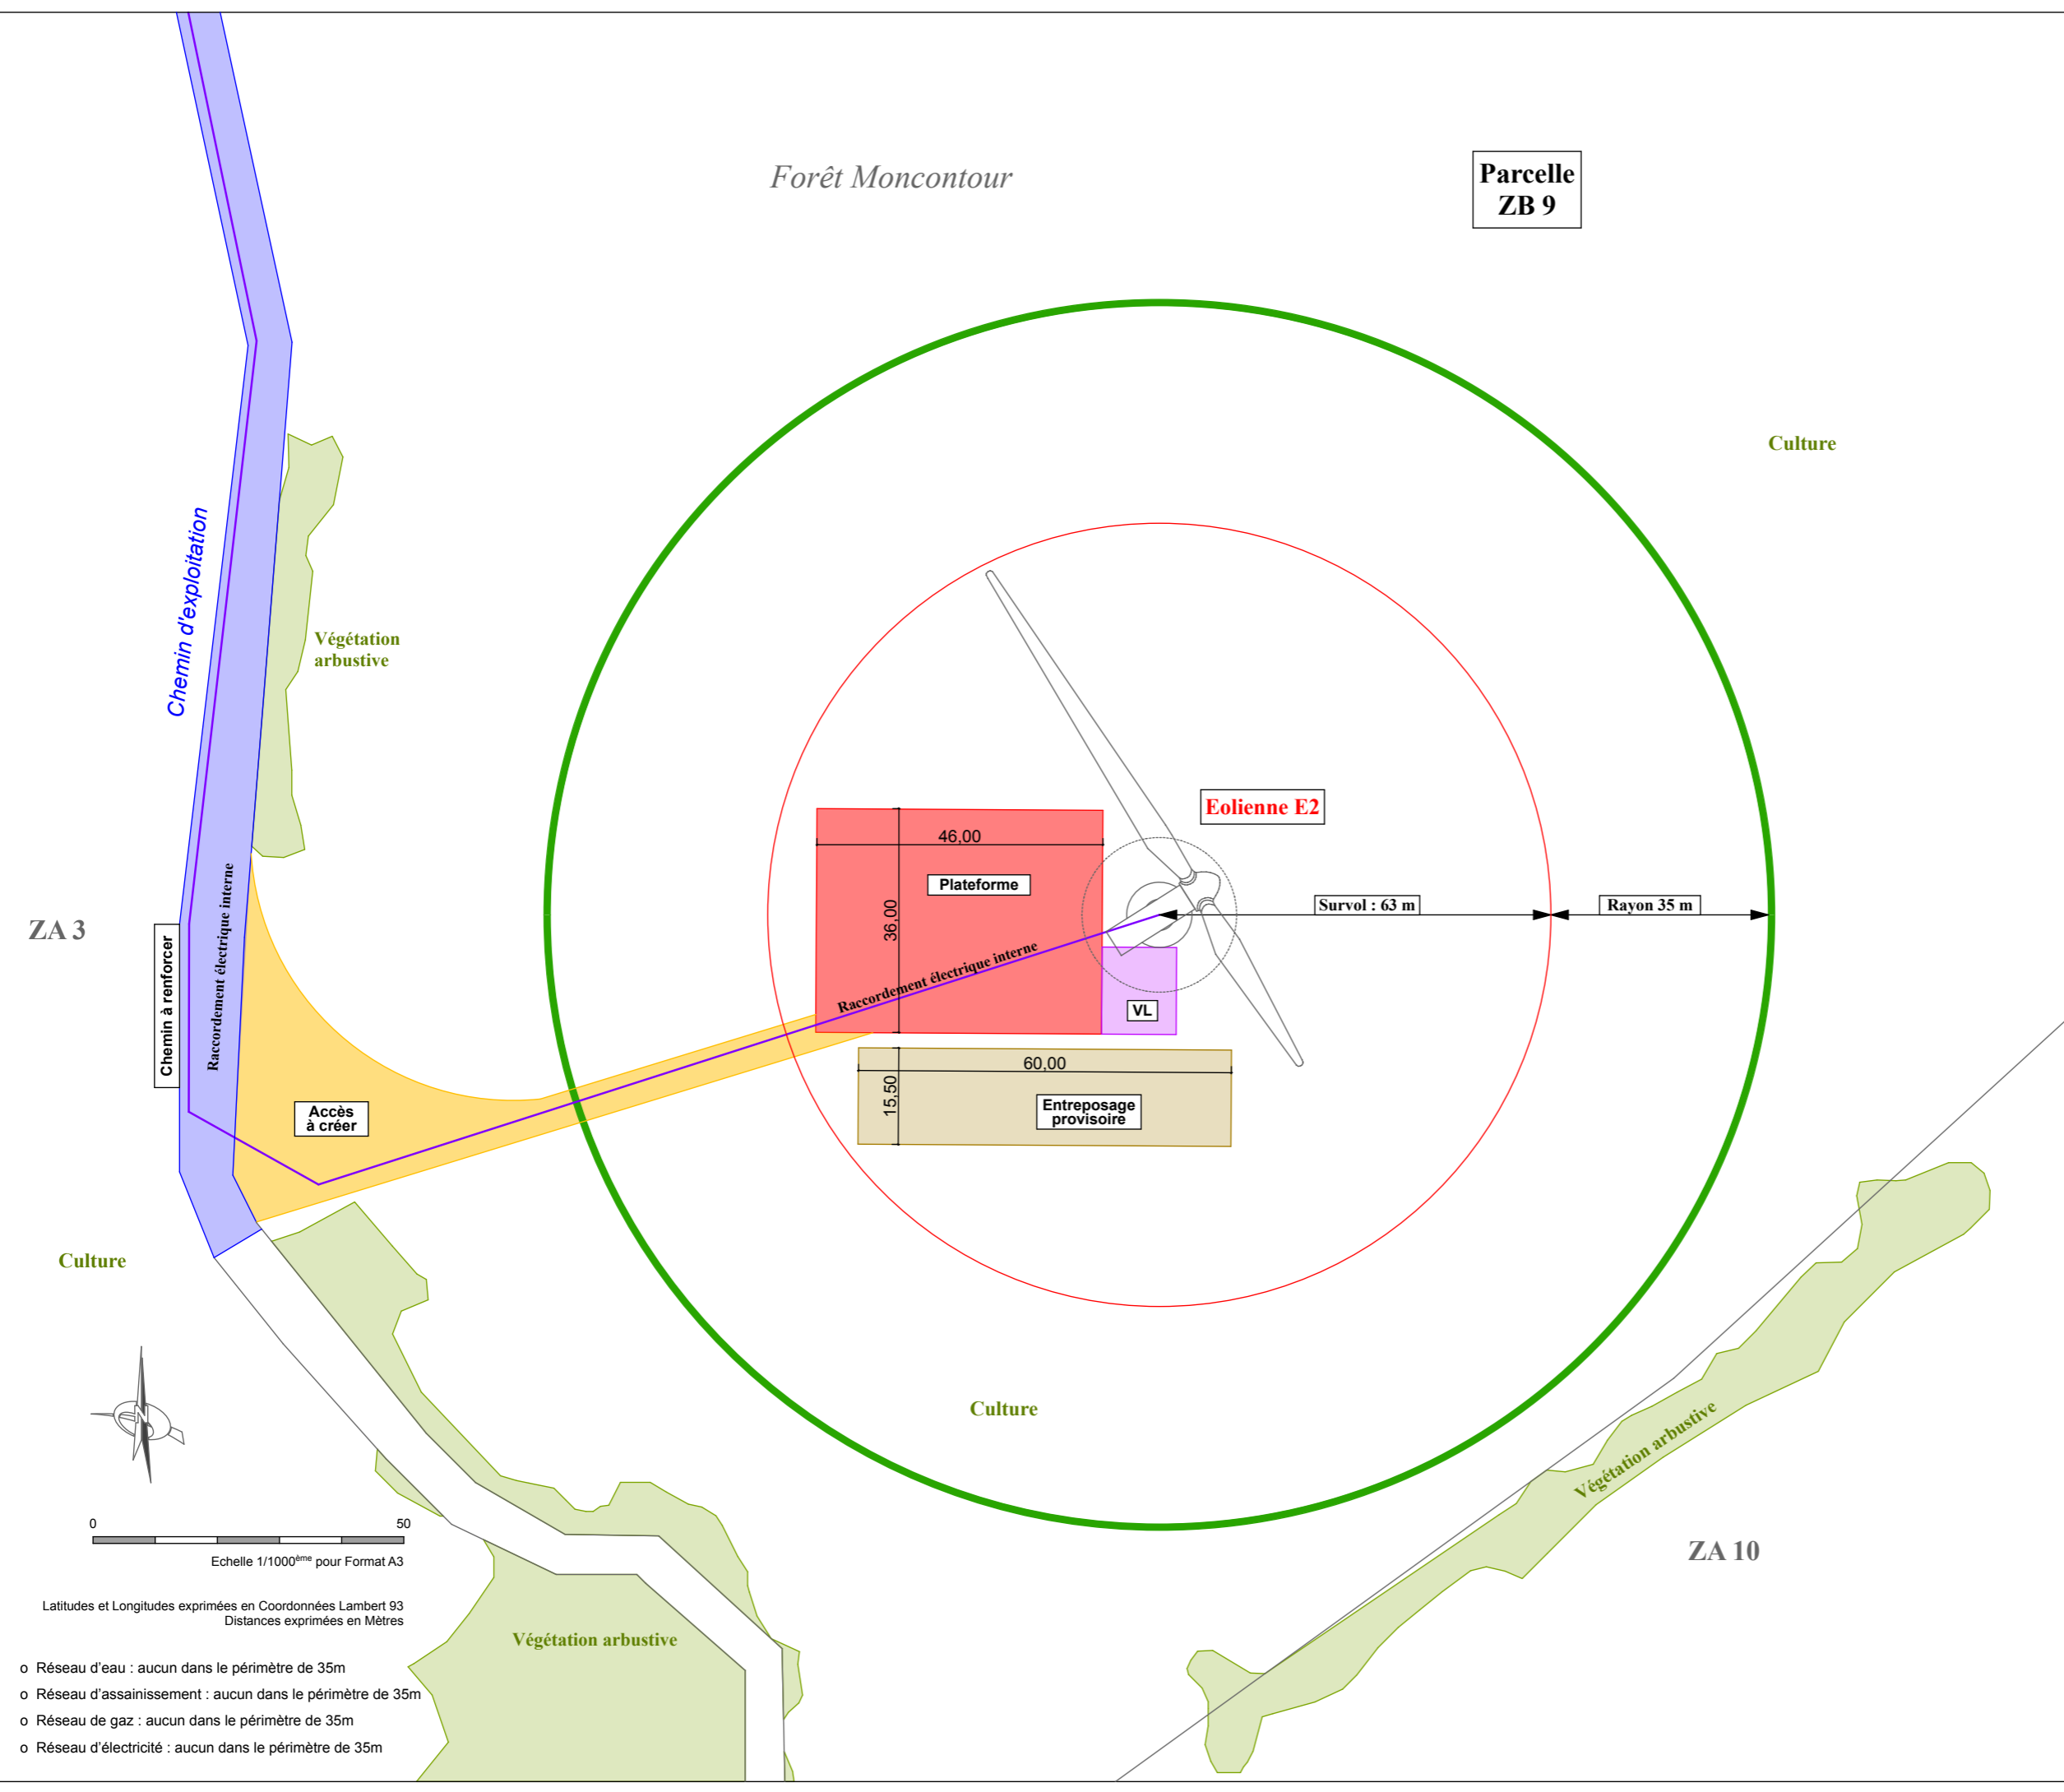 Forêt Moncontour
Parcelle
ZB 9
Culture
Chemin d'exploitation
Végétation
arbustive
Eolienne E2
46,00
Plateforme
36,00
Survol : 63 m
Rayon 35 m
Raccordement électrique interne
ZA 3
Chemin à renforcer
Raccordement électrique interne
VL
60,00
15,50
Entreposage
provisoire
Accès
à créer
Culture
Culture
Végétation arbustive
N
0 50
Echelle 1/1000ème pour Format A3
ZA 10
Latitudes et Longitudes exprimées en Coordonnées Lambert 93
Distances exprimées en Mètres
Végétation arbustive
o Réseau d'eau : aucun dans le périmètre de 35m
o Réseau d'assainissement : aucun dans le périmètre de 35m
o Réseau de gaz : aucun dans le périmètre de 35m
o Réseau d'électricité : aucun dans le périmètre de 35m